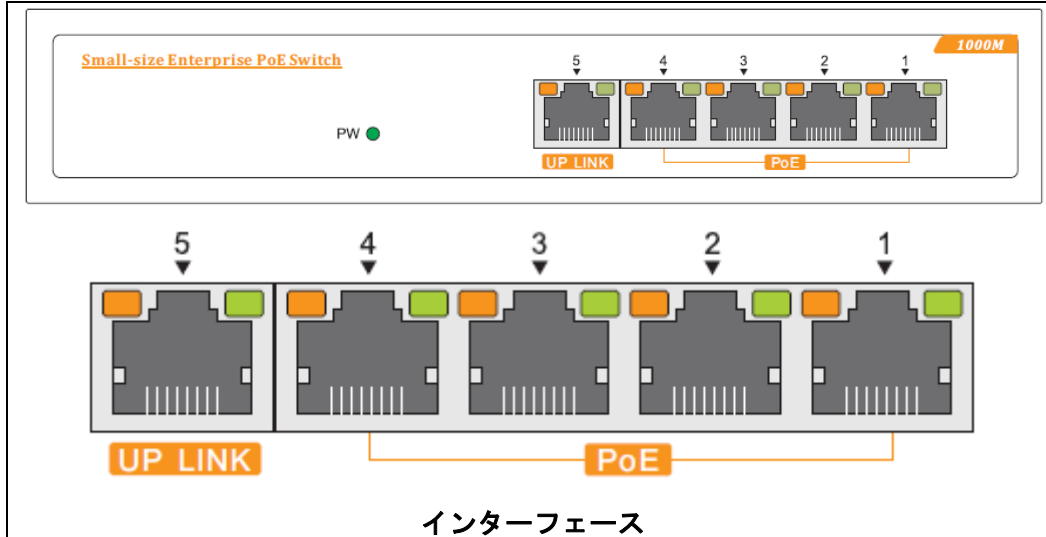 1000M
Small-size Enterprise PoE Switch
5 4 3 2 1
PW
UP LINK PoE
5 4 3 2 1
UP LINK PoE
インターフェース